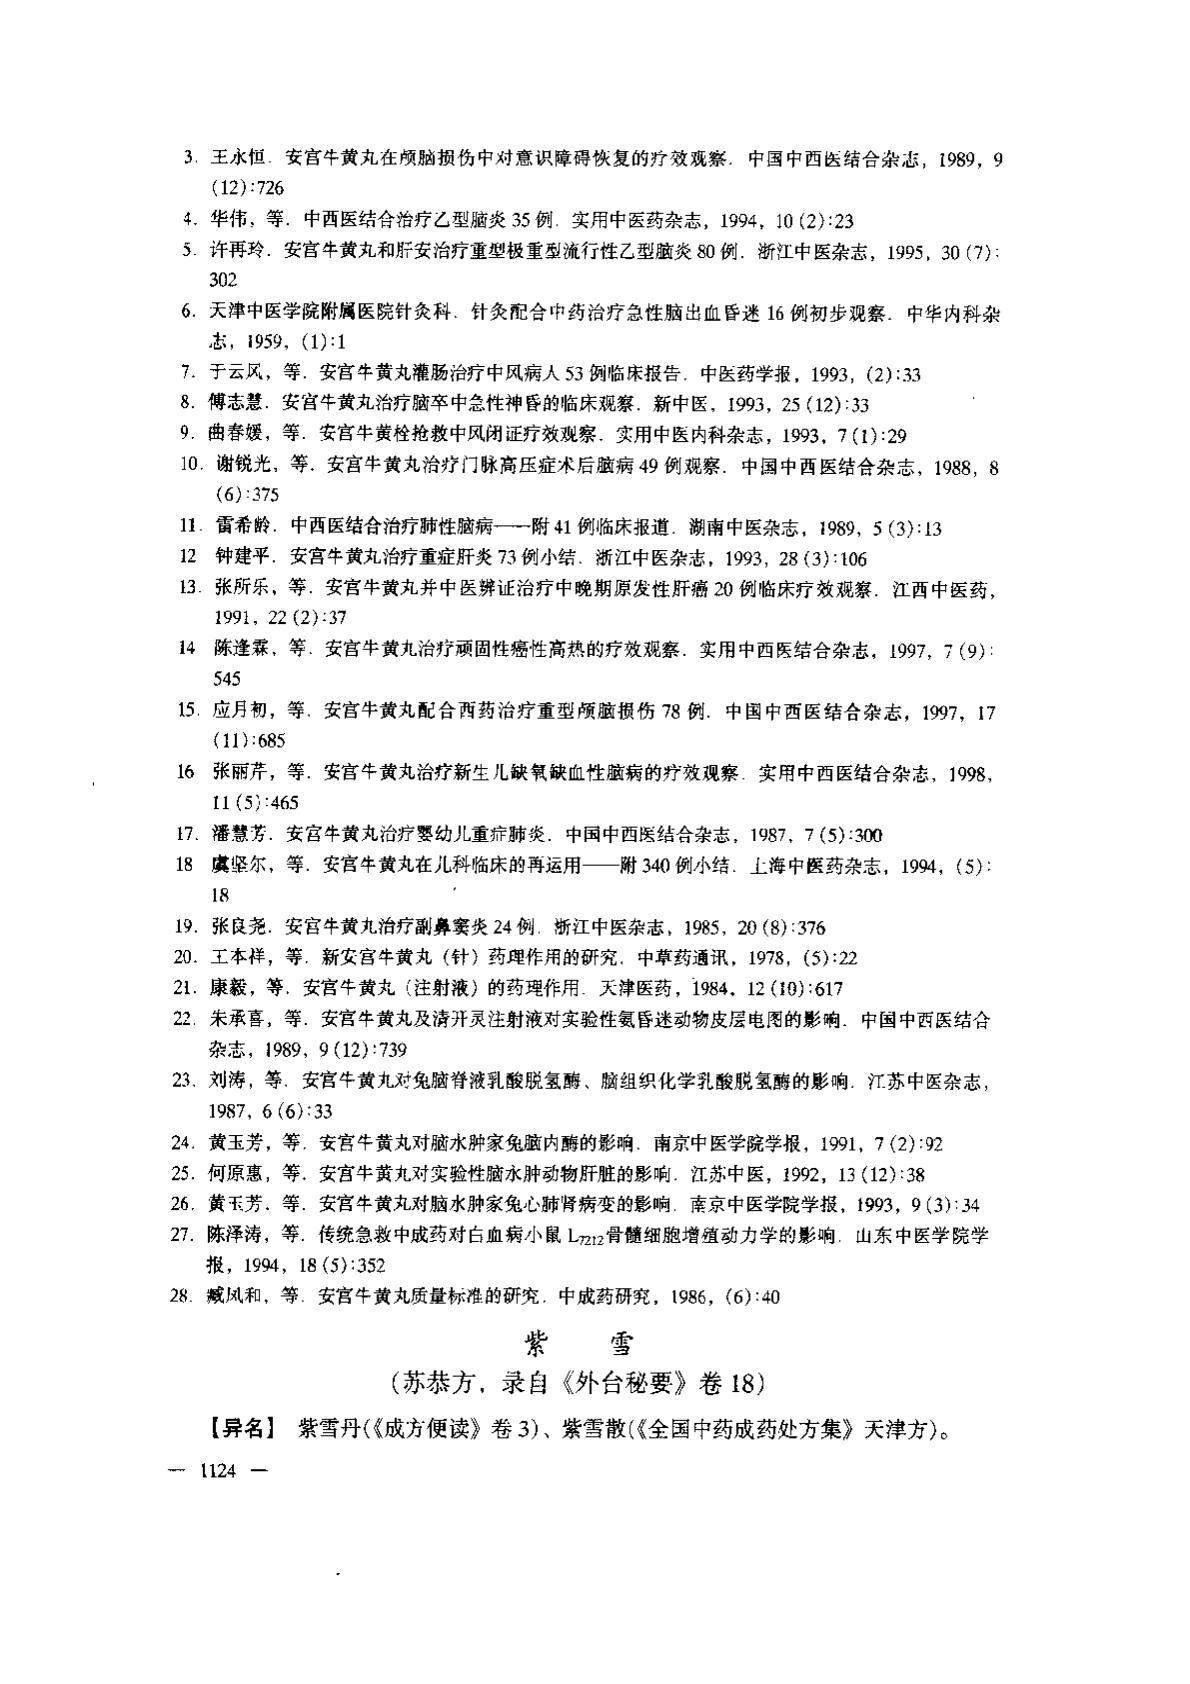 3. 王永恒. 安宫牛黄丸在颅脑损伤中对意识障碍恢复的疗效观察. 中国中西医结合杂志, 1989, 9
(12):726
4. 华伟, 等. 中西医结合治疗乙型脑炎 35 例. 实用中医药杂志, 1994, 10 (2):23
5. 许再玲. 安宫牛黄丸和肝安治疗重型极重型流行性乙型脑炎 80 例. 浙江中医杂志, 1995, 30 (7):
302
6. 天津中医学院附属医院针灸科. 针灸配合中药治疗急性脑出血昏迷 16 例初步观察. 中华内科杂
志, 1959, (1):1
7. 于云风, 等. 安宫牛黄丸灌肠治疗中风病人 53 例临床报告. 中医药学报, 1993, (2):33
8. 傅志慧. 安宫牛黄丸治疗脑卒中急性神昏的临床观察. 新中医, 1993, 25 (12):33
9. 曲春媛, 等. 安宫牛黄栓抢救中风闭证疗效观察. 实用中医内科杂志, 1993, 7 (1):29
10. 谢锐光, 等. 安宫牛黄丸治疗门脉高压症术后脑病 49 例观察. 中国中西医结合杂志, 1988, 8
(6):375
11. 雷希龄. 中西医结合治疗肺性脑病——附 41 例临床报道. 湖南中医杂志, 1989, 5 (3):13
12 钟建平. 安宫牛黄丸治疗重症肝炎 73 例小结. 浙江中医杂志, 1993, 28 (3):106
13. 张所乐, 等. 安宫牛黄丸并中医辨证治疗中晚期原发性肝癌 20 例临床疗效观察. 江西中医药,
1991, 22 (2):37
14 陈逢霖, 等. 安宫牛黄丸治疗顽固性癌性高热的疗效观察. 实用中西医结合杂志, 1997, 7 (9):
545
15. 应月初, 等. 安宫牛黄丸配合西药治疗重型颅脑损伤 78 例. 中国中西医结合杂志, 1997, 17
(11):685
16 张丽芹, 等. 安宫牛黄丸治疗新生儿缺氧缺血性脑病的疗效观察. 实用中西医结合杂志, 1998,
11 (5):465
17. 潘慧芳. 安宫牛黄丸治疗婴幼儿重症肺炎. 中国中西医结合杂志, 1987, 7 (5):300
18 虞坚尔, 等. 安宫牛黄丸在儿科临床的再运用——附 340 例小结. 上海中医药杂志, 1994, (5):
18
19. 张良尧. 安宫牛黄丸治疗副鼻窦炎 24 例. 浙江中医杂志, 1985, 20 (8):376
20. 王本祥, 等. 新安宫牛黄丸 (针) 药理作用的研究. 中草药通讯, 1978, (5):22
21. 康毅, 等. 安宫牛黄丸 (注射液) 的药理作用. 天津医药, 1984, 12 (10):617
22. 朱承喜, 等. 安宫牛黄丸及清开灵注射液对实验性氨昏迷动物皮层电图的影响. 中国中西医结合
杂志, 1989, 9 (12):739
23. 刘涛, 等. 安宫牛黄丸对兔脑脊液乳酸脱氢酶、脑组织化学乳酸脱氢酶的影响. 江苏中医杂志,
1987, 6 (6):33
24. 黄玉芳, 等. 安宫牛黄丸对脑水肿家兔脑内酶的影响. 南京中医学院学报, 1991, 7 (2):92
25. 何原惠, 等. 安宫牛黄丸对实验性脑水肿动物肝脏的影响. 江苏中医, 1992, 13 (12):38
26. 黄玉芳. 等. 安宫牛黄丸对脑水肿家兔心肺肾病变的影响. 南京中医学院学报, 1993, 9 (3):34
27. 陈泽涛, 等. 传统急救中成药对白血病小鼠 L7212骨髓细胞增殖动力学的影响. 山东中医学院学
报, 1994, 18 (5):352
28. 臧风和, 等. 安宫牛黄丸质量标准的研究. 中成药研究, 1986, (6):40
紫 雪
(苏恭方, 录自《外台秘要》卷 18)
【异名】 紫雪丹(《成方便读》卷 3)、紫雪散(《全国中药成药处方集》天津方)。
— 1124 —